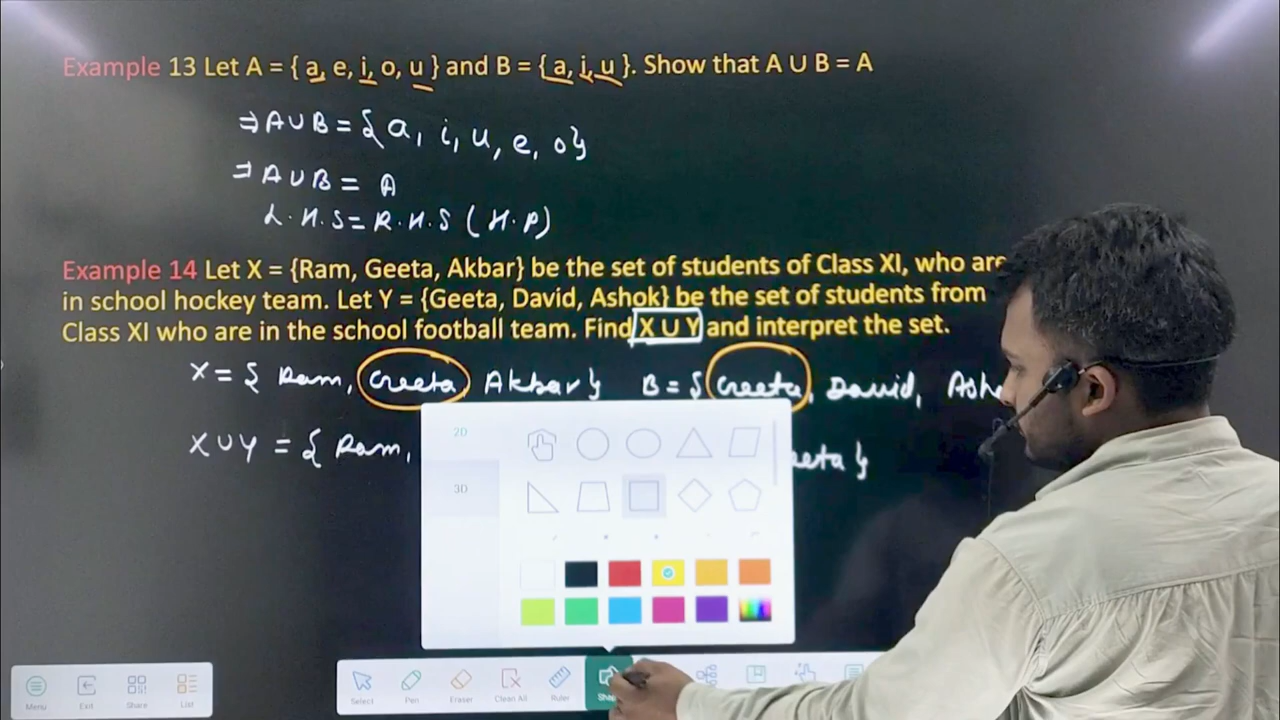 Example 13 Let A = { a, e, i, o, u } and B = { a, i, u }. Show that A ∪ B = A
⇒ A ∪ B = { a, i, u, e, o }
⇒ A ∪ B = A
L.H.S = R.H.S (H.P)
Example 14 Let X = {Ram, Geeta, Akbar} be the set of students of Class XI, who are
in school hockey team. Let Y = {Geeta, David, Ashok} be the set of students from
Class XI who are in the school football team. Find X ∪ Y and interpret the set.
X = { Ram, Geeta, Akbar } B = { Geeta, David,
X ∪ Y = { Ram,
2D
3D
Menu Exit Share List Select Pen Eraser Clean All Ruler